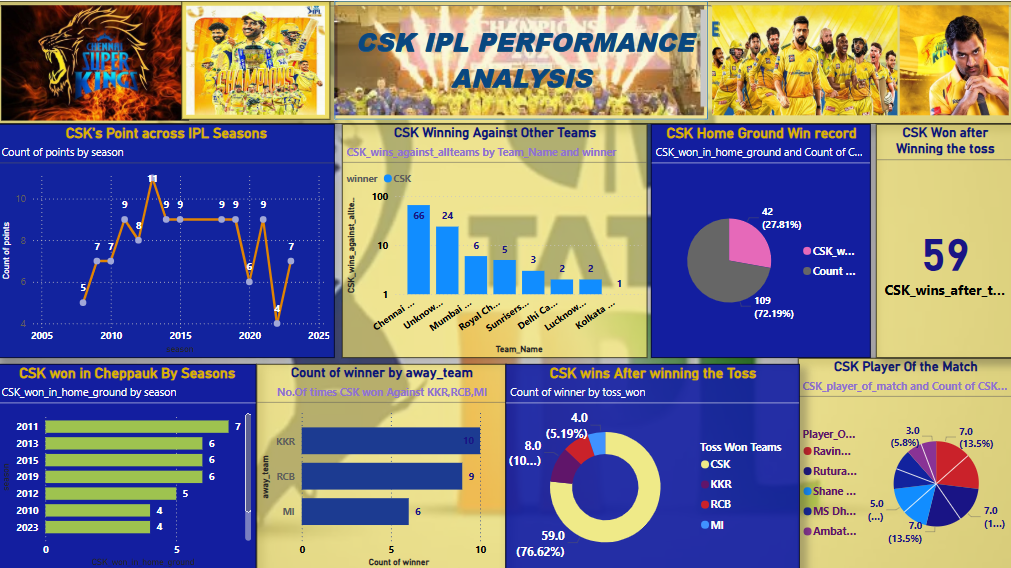 CHENNAI
SUPER
KINGS
CHAMPIONS
CHAMPIONS
CSK IPL PERFORMANCE
ANALYSIS
E
CSK's Point across IPL Seasons
Count of points by season
Count of points
10
8
6
4
5
7
7
9
8
11
9
9
9
9
6
9
4
7
2005
2010
2015
2020
2025
CSK Winning Against Other Teams
CSK_wins_against_allteams by Team_Name and winner
winner
CSK
CSK_wins_against_allte...
100
10
1
66
24
6
5
3
2
2
1
Chennai ...
Unknow...
Mumbai ...
Royal Ch...
Sunrisers...
Delhi Ca...
Lucknow...
Kolkata ...
Team_Name
CSK Home Ground Win record
CSK_won_in_home_ground and Count of C...
42
(27.81%)
109
(72.19%)
CSK_w...
Count ...
CSK Won after
Winning the toss
59
CSK_wins_after_t...
CSK won in Cheppauk By Seasons
CSK_won_in_home_ground by season
2011
7
2013
6
2015
6
2019
6
2012
5
2010
4
2023
4
0
5
Count of winner by away_team
No.Of times CSK won Against KKR,RCB,MI
away_team
KKR
10
RCB
9
MI
6
0
5
10
Count of winner
CSK wins After winning the Toss
Count of winner by toss_won
4.0
(5.19%)
8.0
(10...)
59.0
(76.62%)
Toss Won Teams
CSK
KKR
RCB
MI
CSK Player Of the Match
CSK_player_of_match and Count of CSK...
Player_O...
Ravin...
Rutura...
Shane ...
MS Dh...
Ambat...
3.0
(5.8%)
7.0
(13.5%)
7.0
(1...)
7.0
(13.5%)
5.0
(...)